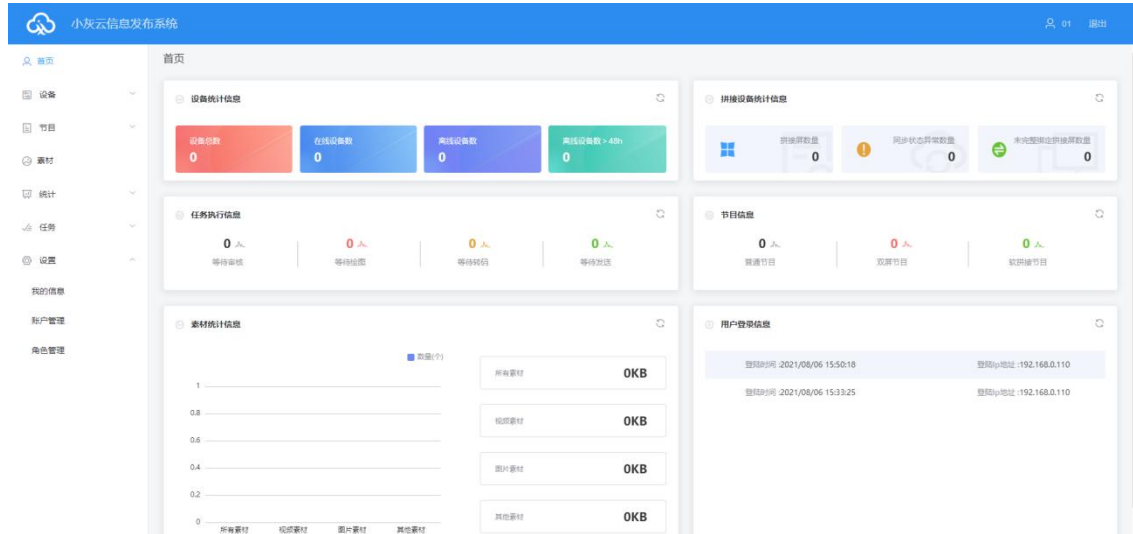 小灰云信息发布系统
01 退出
首页
设备
节目
素材
统计
任务
设置
我的信息
账户管理
角色管理
首页
设备统计信息
设备总数
0
在线设备数
0
离线设备数
0
离线设备数 > 48h
0
拼接设备统计信息
拼接屏数量
0
同步状态异常数量
0
未完整绑定拼接屏数量
0
任务执行信息
0
等待审核
0
等待绘图
0
等待转码
0
等待发送
节目信息
0
普通节目
0
双屏节目
0
软拼接节目
素材统计信息
数量(个)
1
0.8
0.6
0.4
0.2
0
所有素材 视频素材 图片素材 其他素材
所有素材 0KB
视频素材 0KB
图片素材 0KB
其他素材 0KB
用户登录信息
登陆时间 :2021/08/06 15:50:18 登陆ip地址 :192.168.0.110
登陆时间 :2021/08/06 15:33:25 登陆ip地址 :192.168.0.110